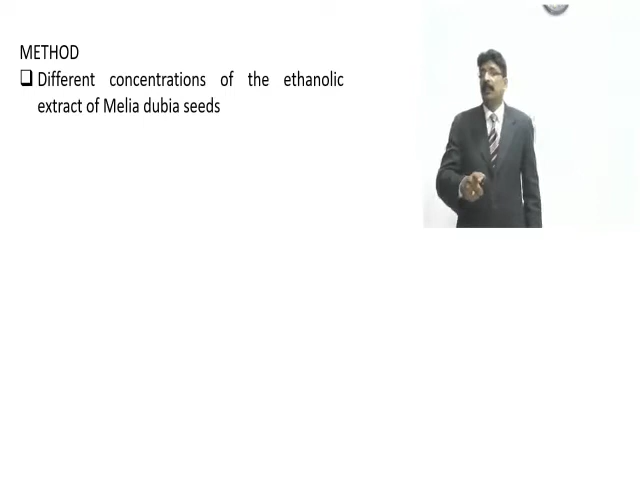 METHOD
Different concentrations of the ethanolic
extract of Melia dubia seeds